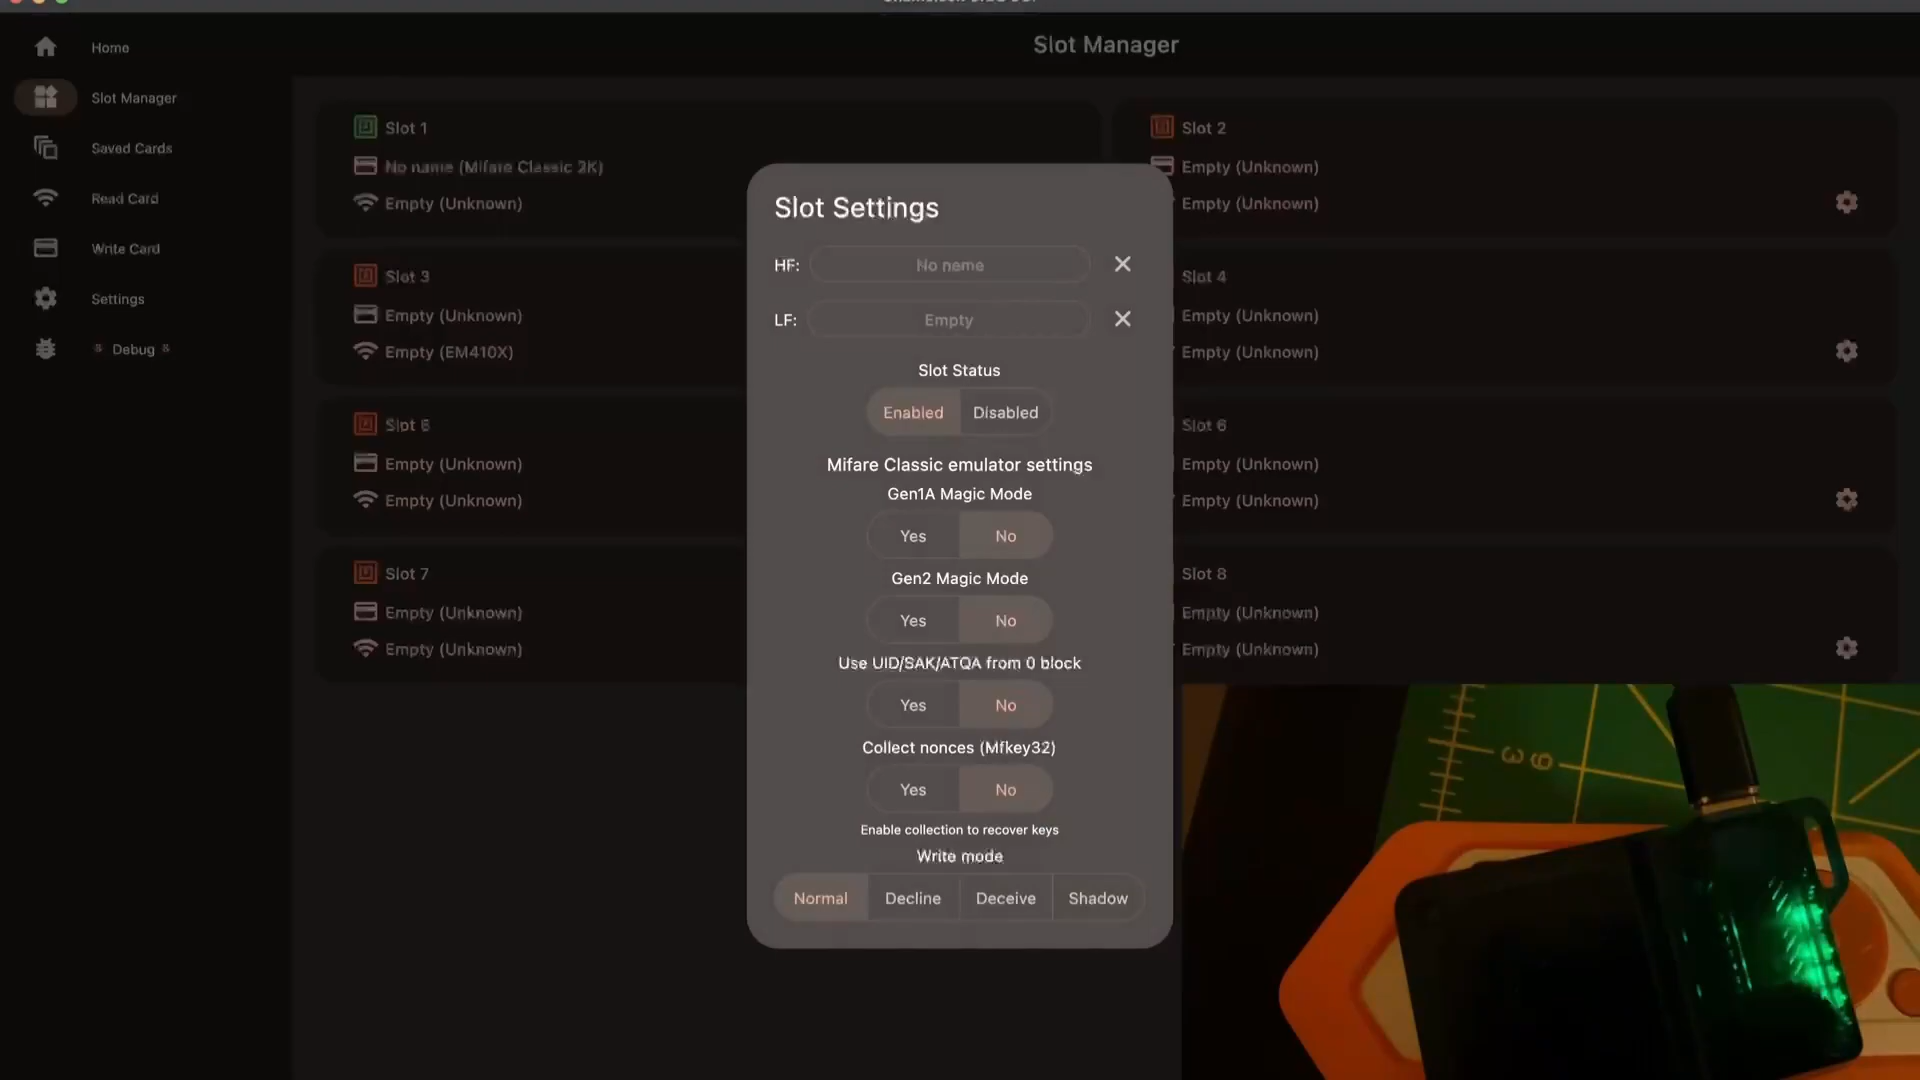 Home
Slot Manager
Saved Cards
Read Card
Write Card
Settings
Debug
Slot Manager
Slot 1
No name (Mifare Classic 2K)
Empty (Unknown)
Slot 2
Empty (Unknown)
Empty (Unknown)
Slot 3
Empty (Unknown)
Empty (EM410X)
Slot 4
Empty (Unknown)
Empty (Unknown)
Slot 5
Empty (Unknown)
Empty (Unknown)
Slot 6
Empty (Unknown)
Empty (Unknown)
Slot 7
Empty (Unknown)
Empty (Unknown)
Slot 8
Empty (Unknown)
Empty (Unknown)
Slot Settings
HF: No name
LF: Empty
Slot Status
Enabled Disabled
Mifare Classic emulator settings
Gen1A Magic Mode
Yes No
Gen2 Magic Mode
Yes No
Use UID/SAK/ATQA from 0 block
Yes No
Collect nonces (Mfkey32)
Yes No
Enable collection to recover keys
Write mode
Normal Decline Deceive Shadow